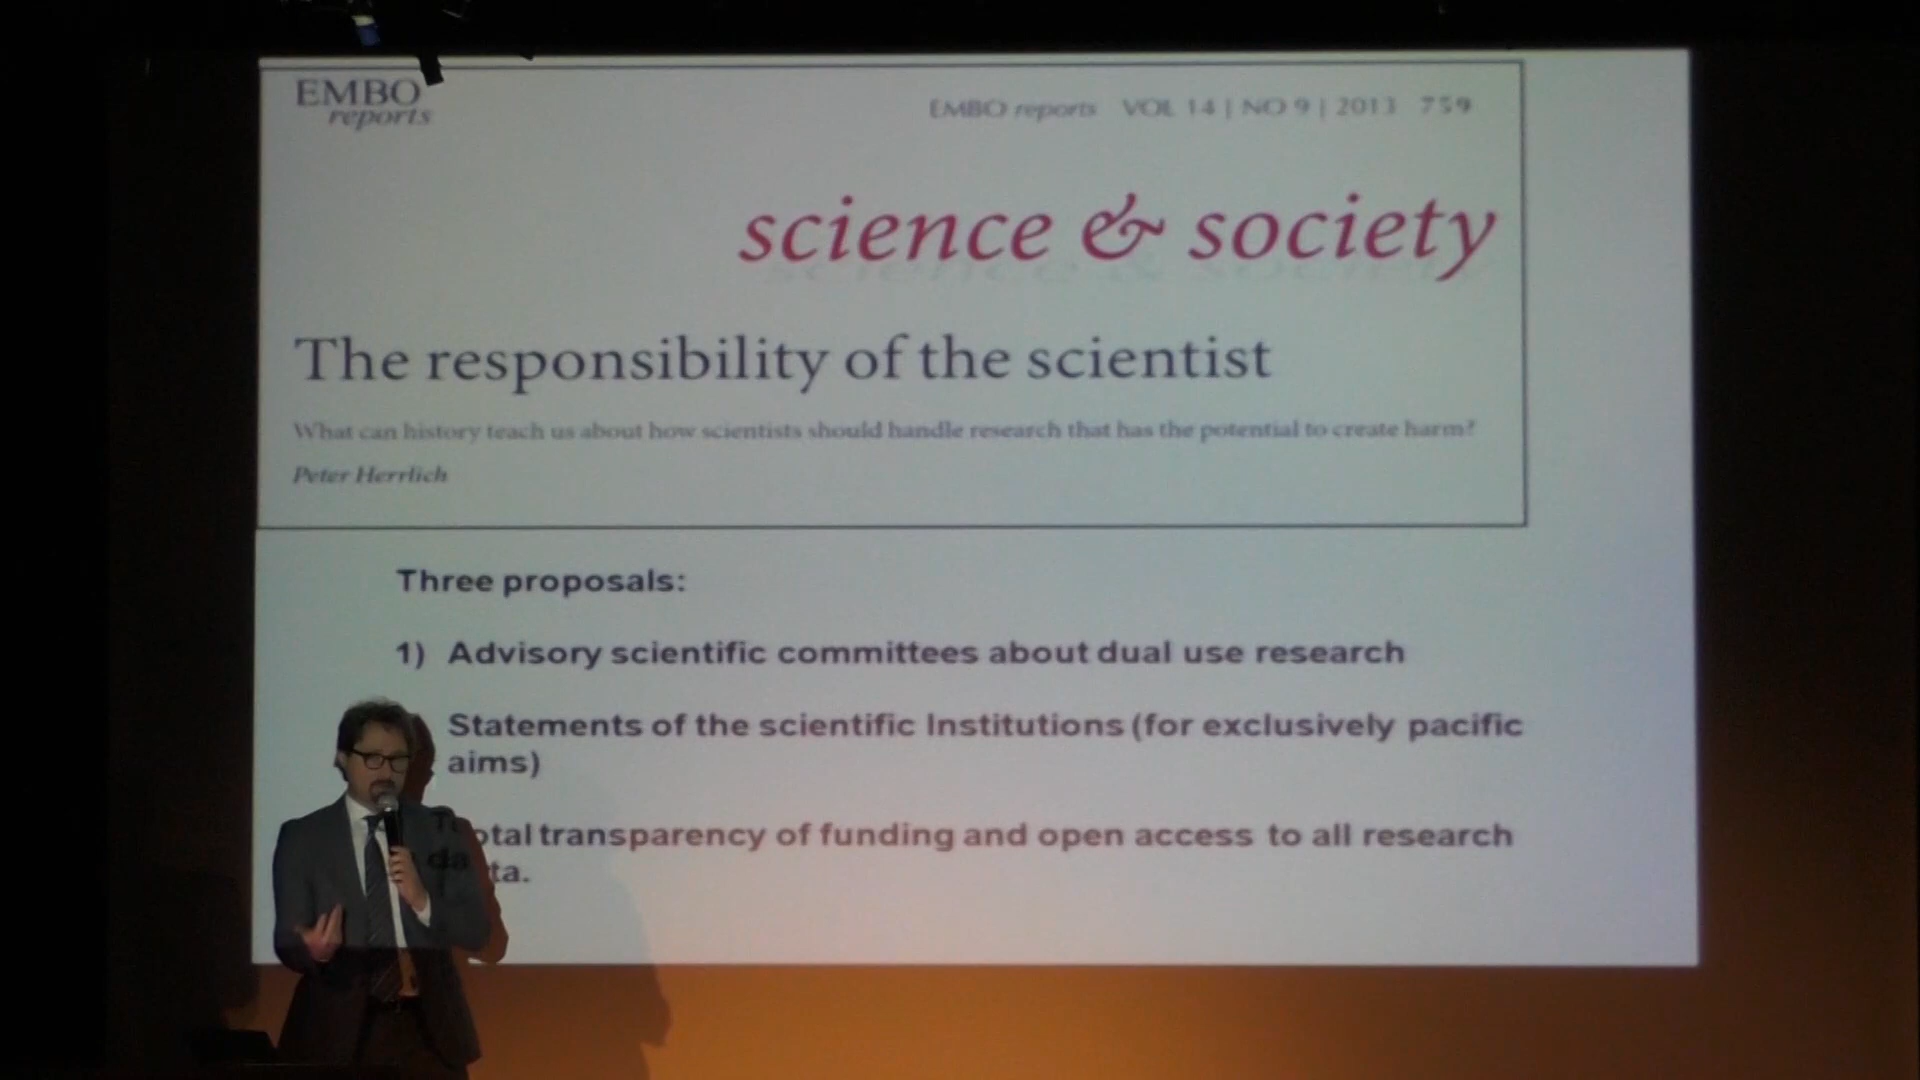 EMBO
reports
EMBO reports VOL 14 | NO 9 | 2013 759
science & society
The responsibility of the scientist
What can history teach us about how scientists should handle research that has the potential to create harm?
Peter Herrlich
Three proposals:
1) Advisory scientific committees about dual use research
Statements of the scientific Institutions (for exclusively pacific
aims)
Total transparency of funding and open access to all research
data.